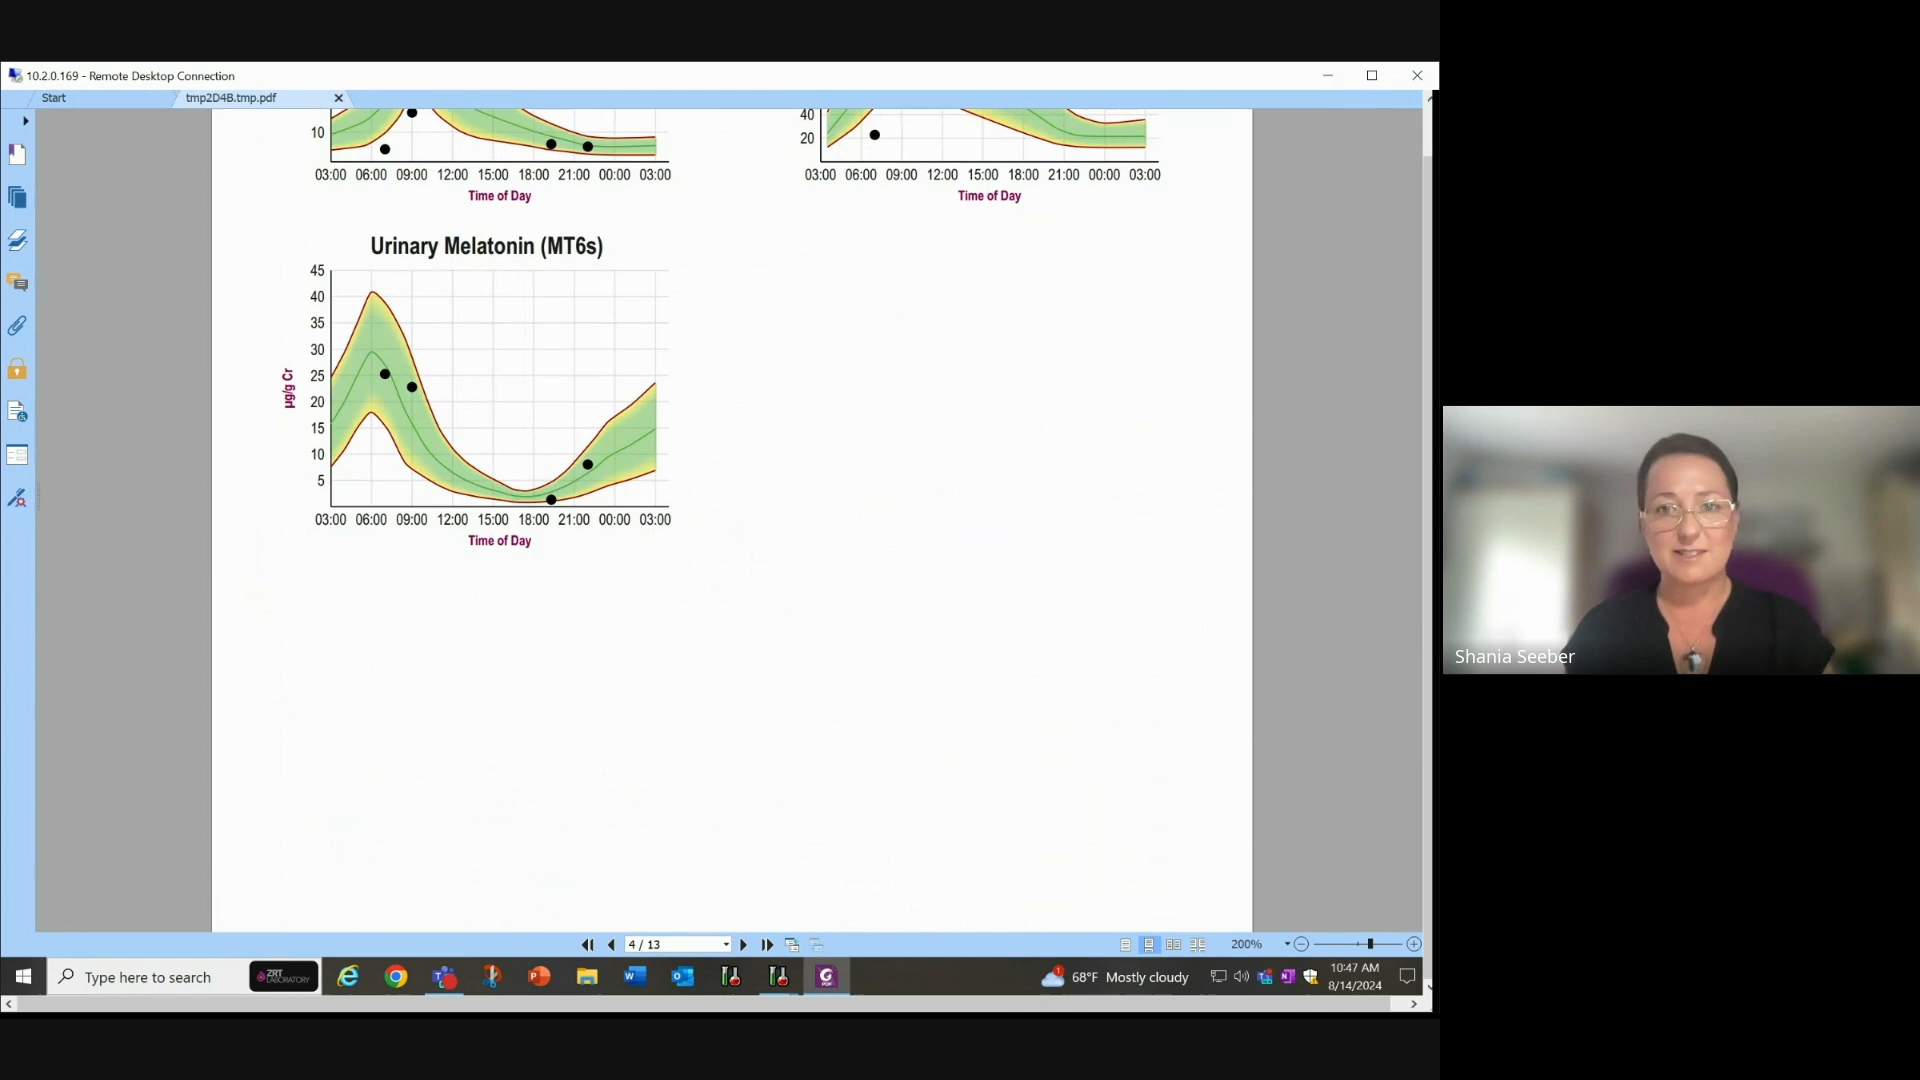 10.2.0.169 - Remote Desktop Connection
Start
tmp2D4B.tmp.pdf
10
03:00 06:00 09:00 12:00 15:00 18:00 21:00 00:00 03:00
Time of Day
40
20
03:00 06:00 09:00 12:00 15:00 18:00 21:00 00:00 03:00
Time of Day
Urinary Melatonin (MT6s)
45
40
35
30
25
20
15
10
5
µg/g Cr
03:00 06:00 09:00 12:00 15:00 18:00 21:00 00:00 03:00
Time of Day
Shania Seeber
4 / 13
200%
Type here to search
ZRT
LABORATORY
68°F Mostly cloudy
10:47 AM
8/14/2024